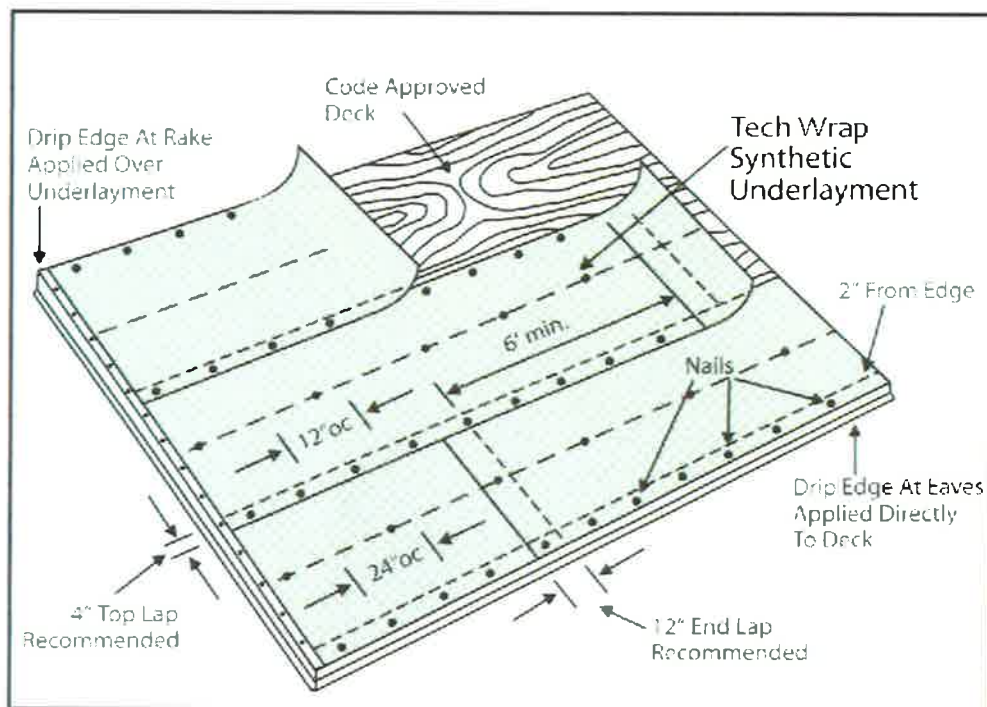 Code Approved
Deck
Drip Edge At Rake
Applied Over
Underlayment
Tech Wrap
Synthetic
Underlayment
2" From Edge
6' min.
Nails
12"oc
24"oc
Drip Edge At Eaves
Applied Directly
To Deck
4" Top Lap
Recommended
12" End Lap
Recommended